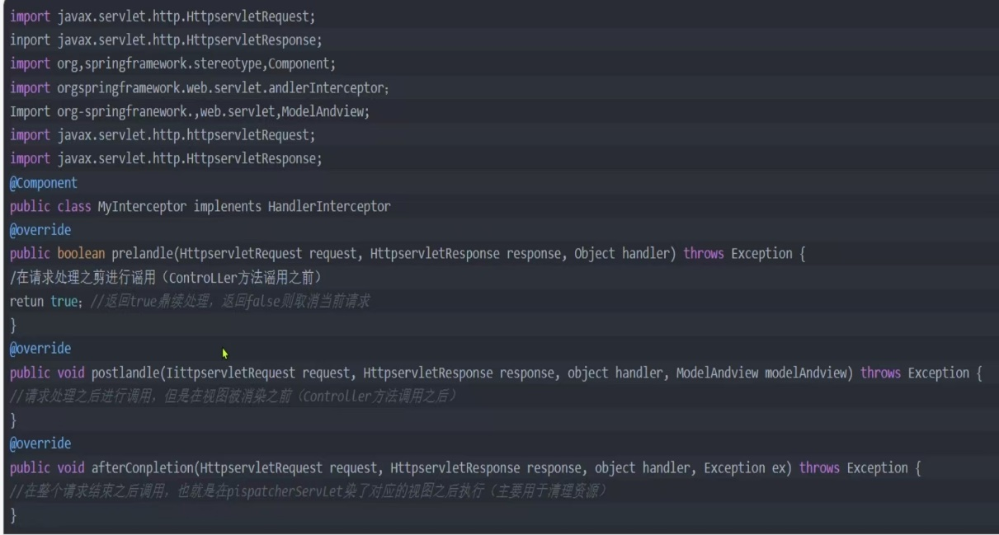 import javax.servlet.http.HttpservletRequest;
inport javax.servlet.http.HttpservletResponse;
import org,springframework.stereotype,Component;
import orgspringframework.web.servlet.andlerInterceptor;
Import org-springfranework.,web.servlet,ModelAndview;
import javax.servlet.http.httpservletRequest;
import javax.servlet.http.HttpservletResponse;
@Component
public class MyInterceptor implenents HandlerInterceptor
@override
public boolean prelandle(HttpservletRequest request, HttpservletResponse response, Object handler) throws Exception {
/在请求处理之剪进行谣用（ControLLer方法谣用之前）
retun true; //返回true鼎续处理，返回false则取消当前请求
}
@override
public void postlandle(IittpservletRequest request, HttpservletResponse response, object handler, ModelAndview modelAndview) throws Exception {
//请求处理之后进行调用，但是在视图被消染之前（Controller方法调用之后）
}
@override
public void afterConpletion(HttpservletRequest request, HttpservletResponse response, object handler, Exception ex) throws Exception {
//在整个请求结束之后调用，也就是在pispatcherServLet染了对应的视图之后执行（主要用于清理资源）
}